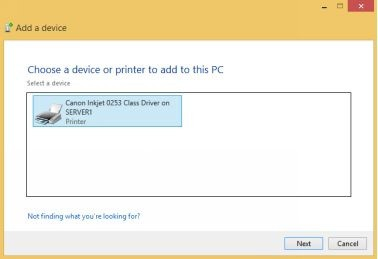 Add a device
Choose a device or printer to add to this PC
Select a device
Canon Inkjet 0253 Class Driver on
SERVER1
Printer
Not finding what you're looking for?
Next Cancel